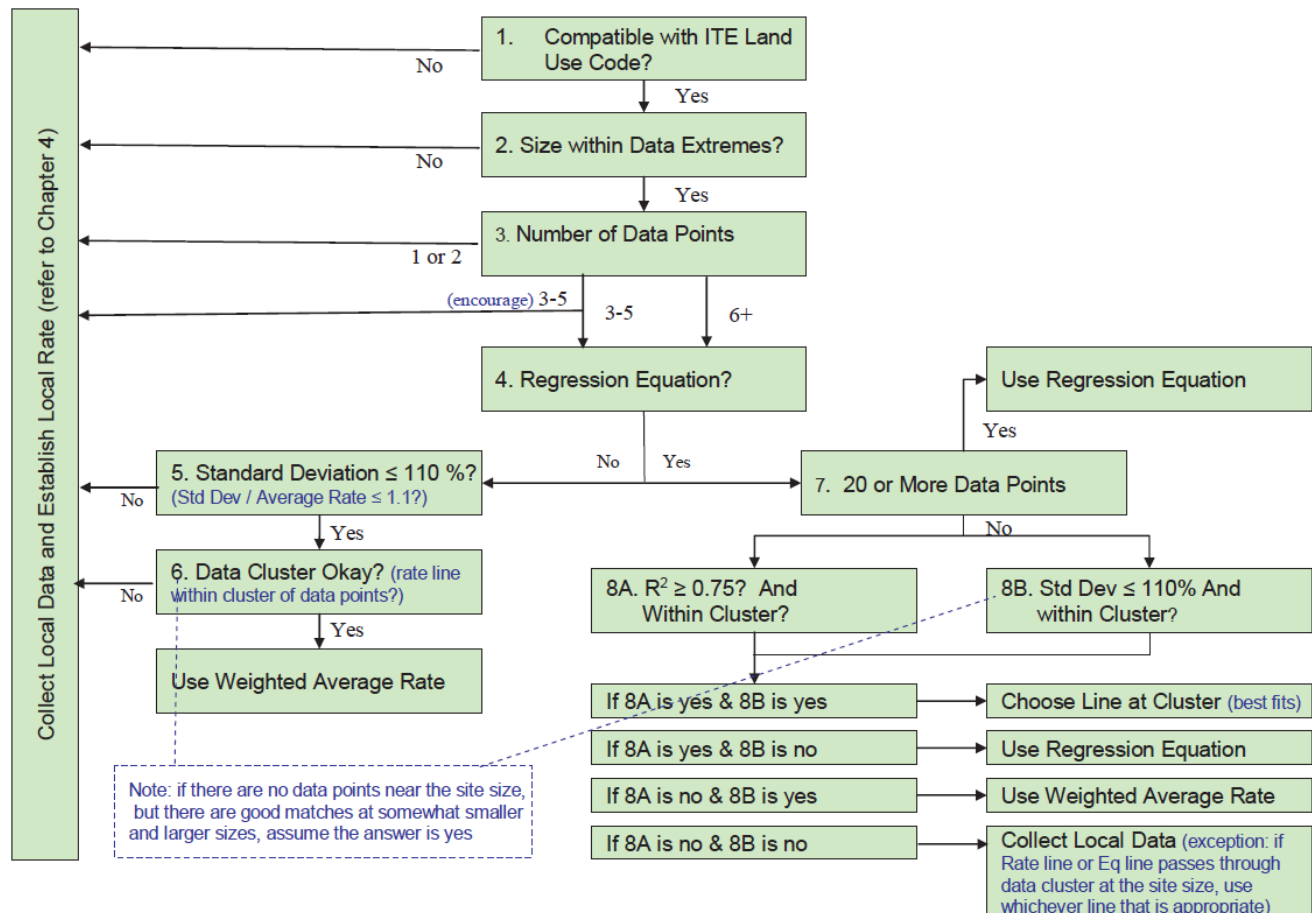 Collect Local Data and Establish Local Rate (refer to Chapter 4)
1. Compatible with ITE Land
Use Code?
No
Yes
2. Size within Data Extremes?
No
Yes
3. Number of Data Points
1 or 2
(encourage) 3-5
3-5
6+
4. Regression Equation?
Use Regression Equation
Yes
No
Yes
5. Standard Deviation ≤ 110 %?
(Std Dev / Average Rate ≤ 1.1?)
No
7. 20 or More Data Points
Yes
No
6. Data Cluster Okay? (rate line
within cluster of data points?)
No
8A. R² ≥ 0.75? And
Within Cluster?
8B. Std Dev ≤ 110% And
within Cluster?
Yes
Use Weighted Average Rate
If 8A is yes & 8B is yes
Choose Line at Cluster (best fits)
If 8A is yes & 8B is no
Use Regression Equation
Note: if there are no data points near the site size,
but there are good matches at somewhat smaller
and larger sizes, assume the answer is yes
If 8A is no & 8B is yes
Use Weighted Average Rate
If 8A is no & 8B is no
Collect Local Data (exception: if
Rate line or Eq line passes through
data cluster at the site size, use
whichever line that is appropriate)